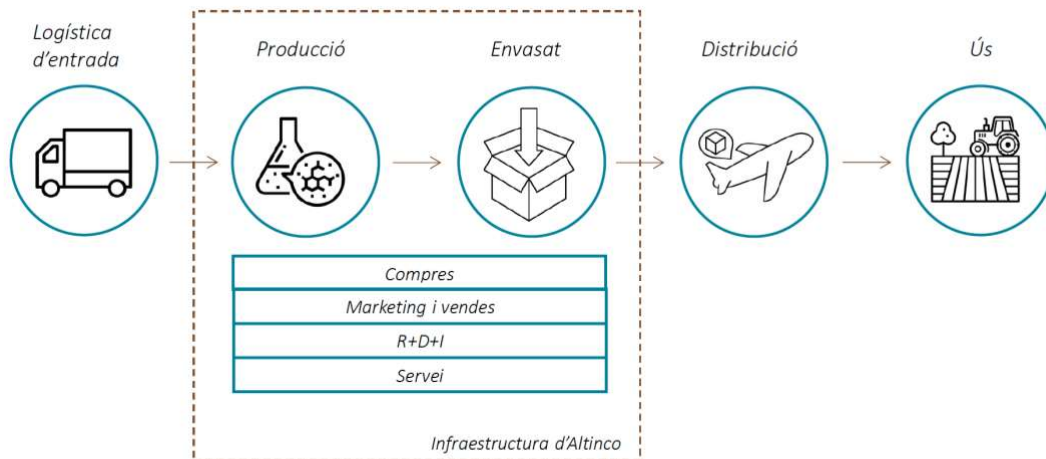 Logística
d’entrada
Producció
Envasat
Distribució
Ús
Compres
Marketing i vendes
R+D+I
Servei
Infraestructura d’Altinco